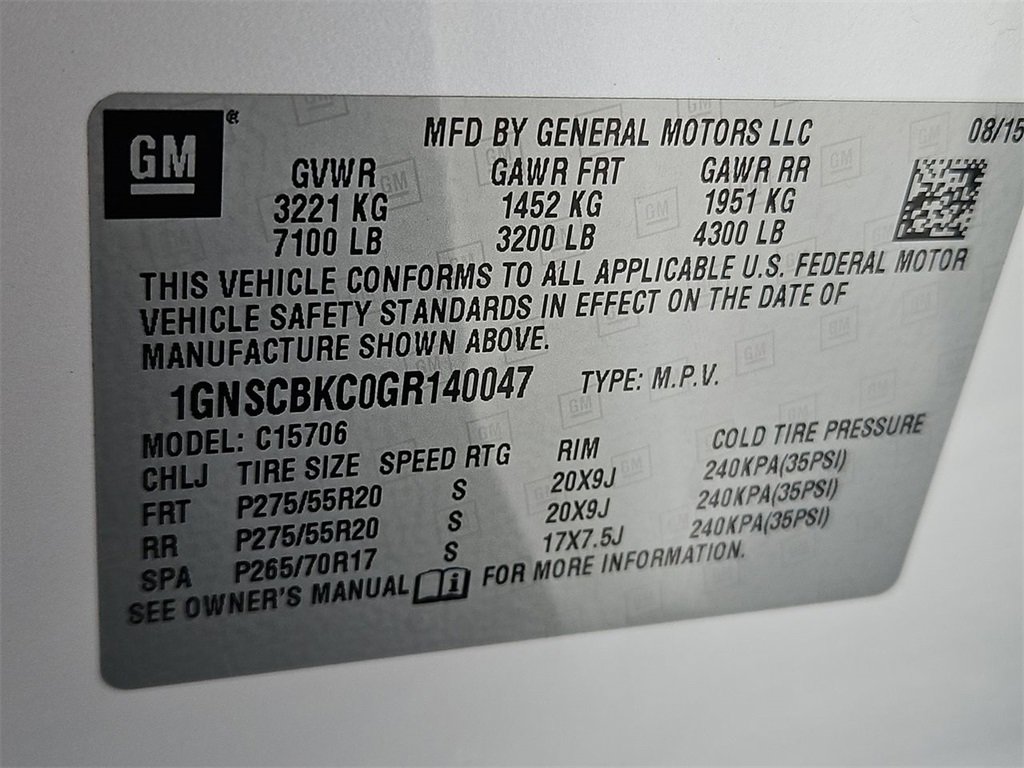 GM ®
MFD BY GENERAL MOTORS LLC 08/15
GVWR GAWR FRT GAWR RR
3221 KG 1452 KG 1951 KG
7100 LB 3200 LB 4300 LB
THIS VEHICLE CONFORMS TO ALL APPLICABLE U.S. FEDERAL MOTOR
VEHICLE SAFETY STANDARDS IN EFFECT ON THE DATE OF
MANUFACTURE SHOWN ABOVE.
1GNSCBKC0GR140047 TYPE: M.P.V.
MODEL: C15706
CHLJ TIRE SIZE SPEED RTG RIM COLD TIRE PRESSURE
FRT P275/55R20 S 20X9J 240KPA(35PSI)
RR P275/55R20 S 20X9J 240KPA(35PSI)
SPA P265/70R17 S 17X7.5J 240KPA(35PSI)
SEE OWNER'S MANUAL i FOR MORE INFORMATION.